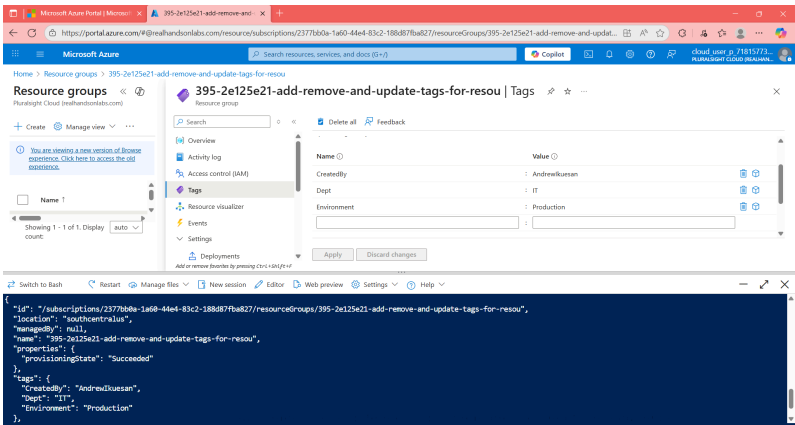 Microsoft Azure Portal | Microsoft
395-2e125e21-add-remove-and-
https://portal.azure.com/#@realhandsonlabs.com/resource/subscriptions/2377bb0a-1a60-44e4-83c2-188d87fba827/resourceGroups/395-2e125e21-add-remove-and-updat...
Microsoft Azure
Search resources, services, and docs (G+/)
Copilot
cloud_user_p_71815773...
PLURALSIGHT CLOUD (REALHAN...
Home > Resource groups > 395-2e125e21-add-remove-and-update-tags-for-resou
Resource groups
Pluralsight Cloud (realhandsonlabs.com)
+ Create
Manage view
You are viewing a new version of Browse
experience. Click here to access the old
experience.
Name ↑
Showing 1 - 1 of 1. Display
auto
count:
395-2e125e21-add-remove-and-update-tags-for-resou | Tags
Resource group
Search
Overview
Activity log
Access control (IAM)
Tags
Resource visualizer
Events
Settings
Deployments
Add or remove favorites by pressing Ctrl+Shift+F
Delete all
Feedback
Name
Value
CreatedBy : AndrewIkuesan
Dept : IT
Environment : Production
:
Apply
Discard changes
Switch to Bash
Restart
Manage files
New session
Editor
Web preview
Settings
Help
{
"id": "/subscriptions/2377bb0a-1a60-44e4-83c2-188d87fba827/resourceGroups/395-2e125e21-add-remove-and-update-tags-for-resou",
"location": "southcentralus",
"managedBy": null,
"name": "395-2e125e21-add-remove-and-update-tags-for-resou",
"properties": {
"provisioningState": "Succeeded"
},
"tags": {
"CreatedBy": "AndrewIkuesan",
"Dept": "IT",
"Environment": "Production"
},